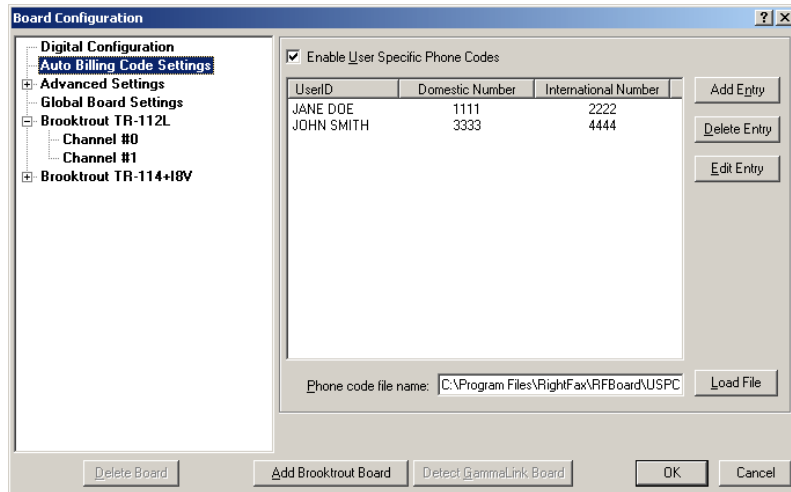 Board Configuration
Digital Configuration
Auto Billing Code Settings
Advanced Settings
Global Board Settings
Brooktrout TR-112L
Channel #0
Channel #1
Brooktrout TR-114+I8V
Enable User Specific Phone Codes
UserID Domestic Number International Number
JANE DOE 1111 2222
JOHN SMITH 3333 4444
Add Entry
Delete Entry
Edit Entry
Phone code file name: C:\Program Files\RightFax\RFBoard\USPC
Load File
Delete Board Add Brooktrout Board Detect GammaLink Board OK Cancel